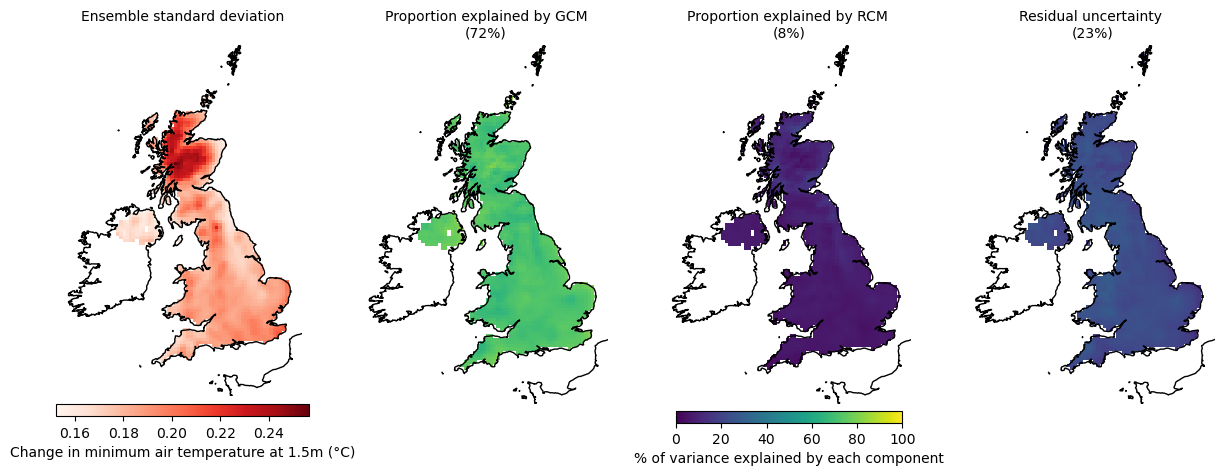 Ensemble standard deviation
Proportion explained by GCM
(72%)
Proportion explained by RCM
(8%)
Residual uncertainty
(23%)
0.16 0.18 0.20 0.22 0.24
Change in minimum air temperature at 1.5m (°C)
0 20 40 60 80 100
% of variance explained by each component